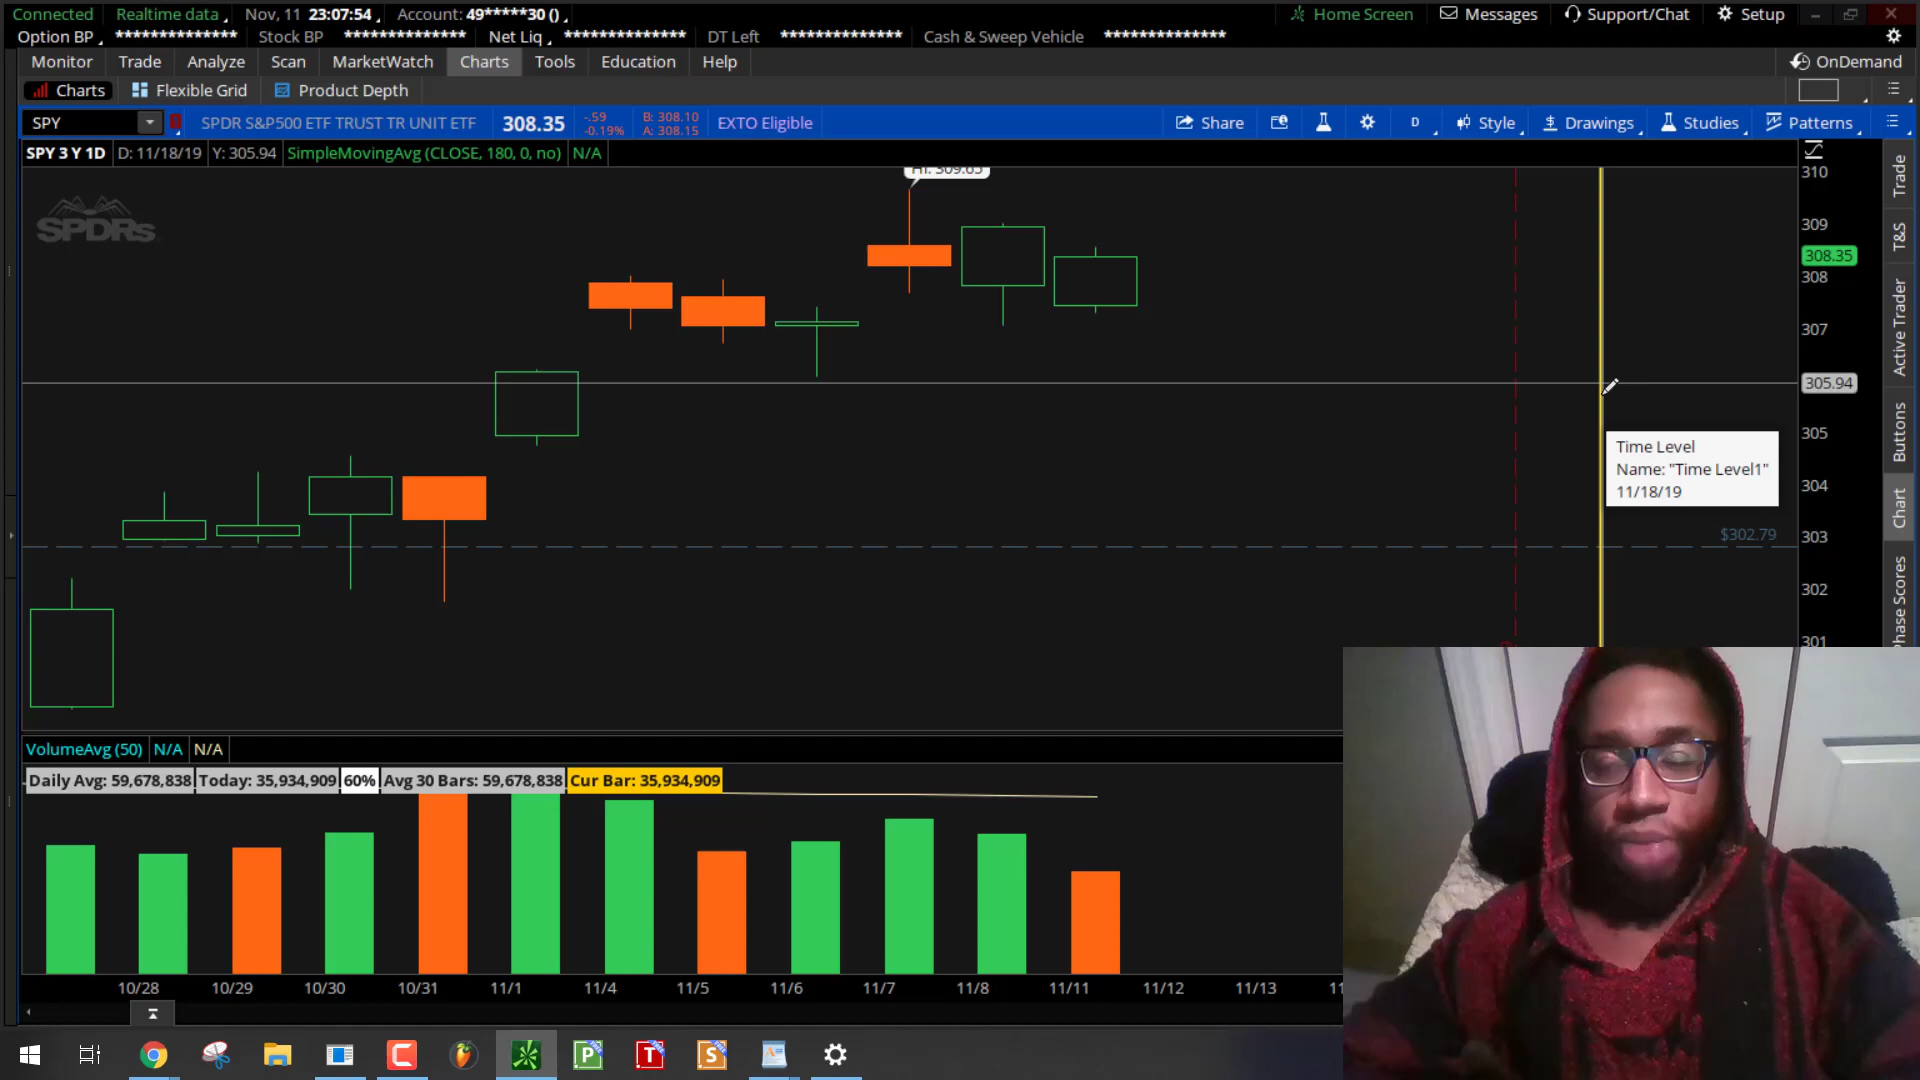 Connected Realtime data Nov, 11 23:07:54 Account: 49*****30 () Home Screen Messages Support/Chat Setup
Option BP ************** Stock BP ************** Net Liq ************** DT Left ************** Cash & Sweep Vehicle **************
Monitor Trade Analyze Scan MarketWatch Charts Tools Education Help OnDemand
Charts Flexible Grid Product Depth
SPY SPDR S&P500 ETF TRUST TR UNIT ETF 308.35 -.59 B: 308.10 EXTO Eligible Share D Style Drawings Studies Patterns
-0.19% A: 308.15
SPY 3 Y 1D D: 11/18/19 Y: 305.94 SimpleMovingAvg (CLOSE, 180, 0, no) N/A
Hi: 309.65
SPDRs
310
309
308.35
308
307
305.94
305
304
303
302
301
Time Level
Name: "Time Level1"
11/18/19
$302.79
Trade
T&S
Active Trader
Buttons
Chart
Phase Scores
VolumeAvg (50) N/A N/A
Daily Avg: 59,678,838 Today: 35,934,909 60% Avg 30 Bars: 59,678,838 Cur Bar: 35,934,909
10/28 10/29 10/30 10/31 11/1 11/4 11/5 11/6 11/7 11/8 11/11 11/12 11/13
P T S